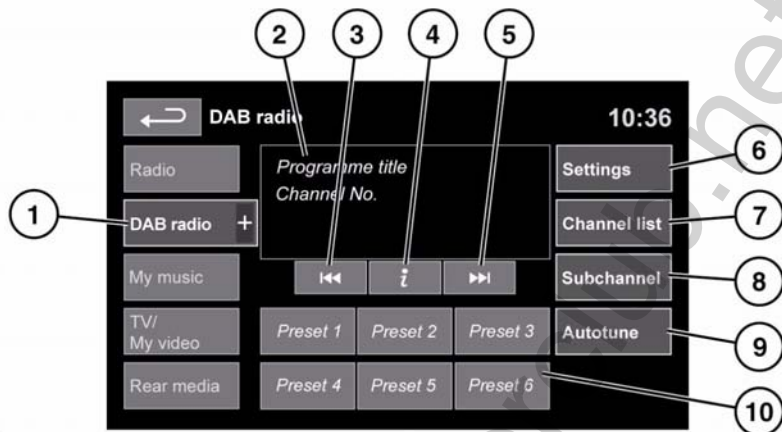 2 3 4 5
DAB radio 10:36
Radio
Programme title
Channel No.
Settings
6
1
DAB radio +
Channel list
7
My music
i
Subchannel
8
TV/
My video
Preset 1 Preset 2 Preset 3
Autotune
9
Rear media
Preset 4 Preset 5 Preset 6
10